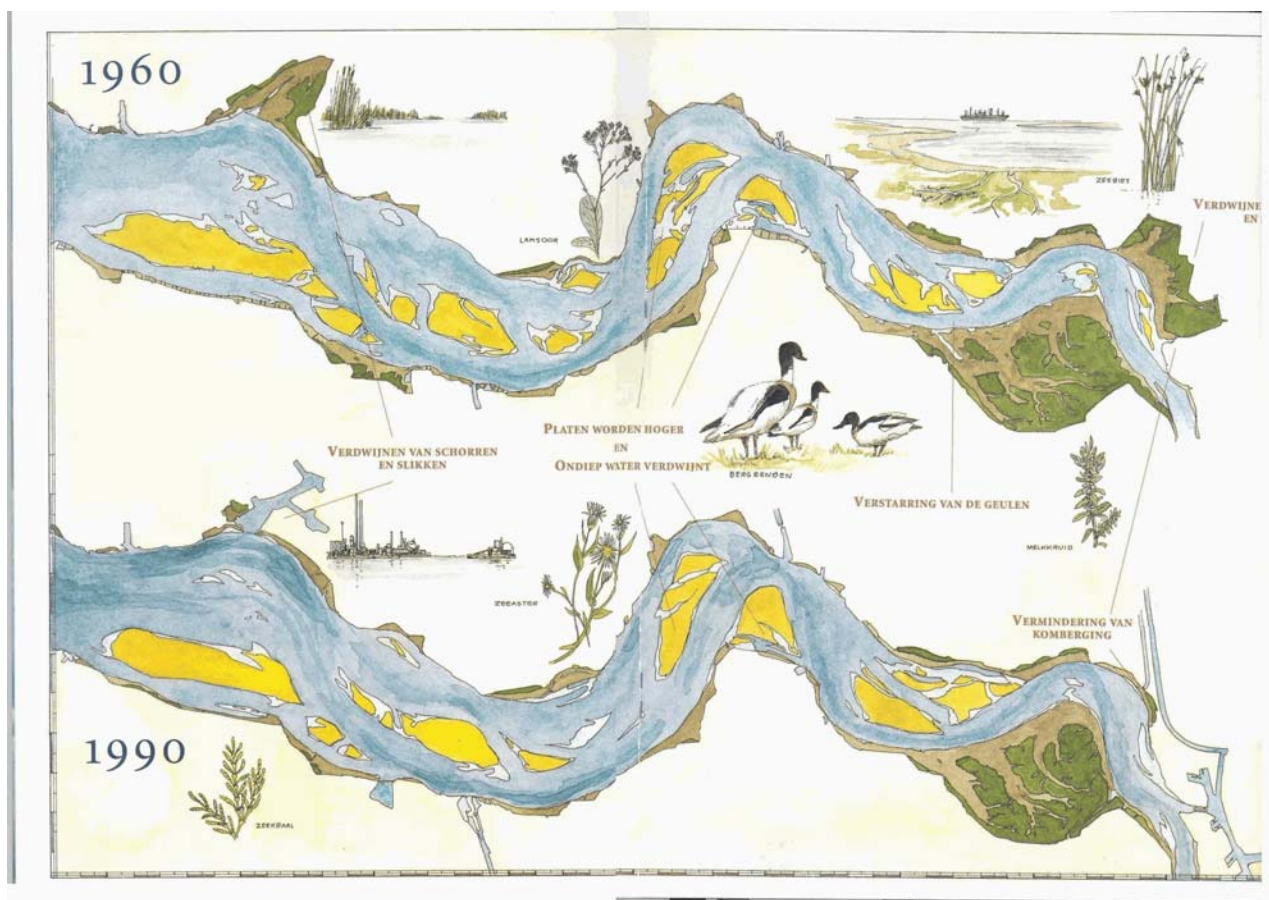 1960
LAMSOOR
ZEEBIES
VERDWIJNE
EN
VERDWIJNEN VAN SCHORREN
EN SLIKKEN
PLATEN WORDEN HOGER
EN
ONDIEP WATER VERDWIJNT
BERGEENDEN
VERSTARRING VAN DE GEULEN
MELKKRUID
ZEEASTER
VERMINDERING VAN
KOMBERGING
1990
ZEEKRAAL